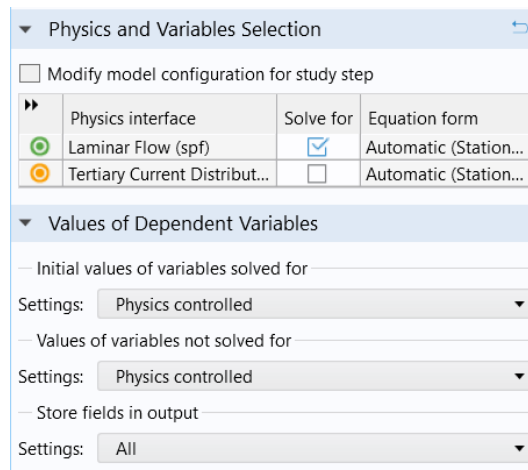 Physics and Variables Selection
Modify model configuration for study step
Physics interface Solve for Equation form
Laminar Flow (spf) Automatic (Station...
Tertiary Current Distribut... Automatic (Station...
Values of Dependent Variables
Initial values of variables solved for
Settings: Physics controlled
Values of variables not solved for
Settings: Physics controlled
Store fields in output
Settings: All